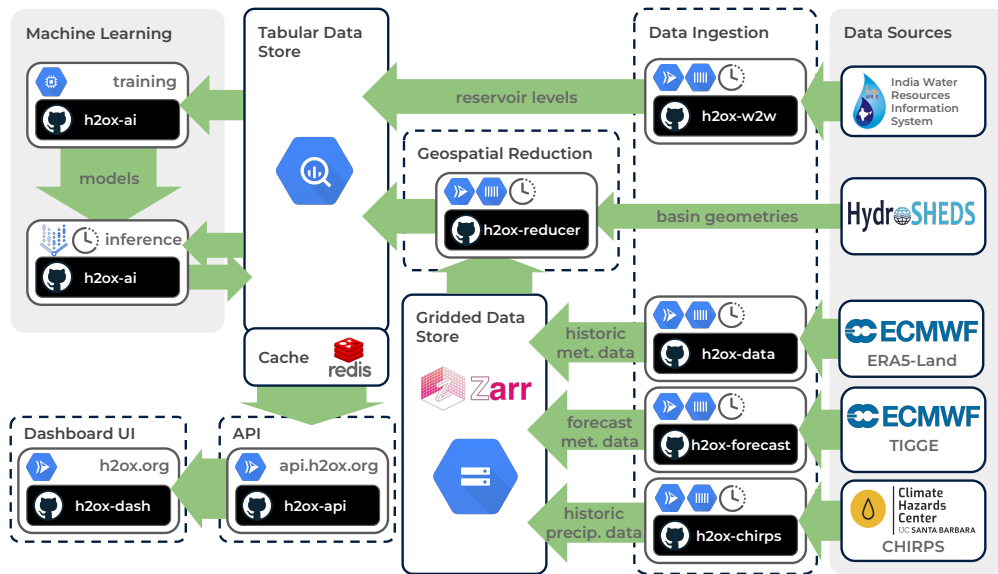 Machine Learning
training
h2ox-ai
models
inference
h2ox-ai
Tabular Data
Store
Cache
redis
reservoir levels
Geospatial Reduction
h2ox-reducer
basin geometries
Gridded Data
Store
Zarr
historic
met. data
forecast
met. data
historic
precip. data
Data Ingestion
h2ox-w2w
h2ox-data
h2ox-forecast
h2ox-chirps
Data Sources
India Water
Resources
Information
System
HydroSHEDS
ECMWF
ERA5-Land
ECMWF
TIGGE
Climate
Hazards
Center
UC SANTA BARBARA
CHIRPS
Dashboard UI
h2ox.org
h2ox-dash
API
api.h2ox.org
h2ox-api